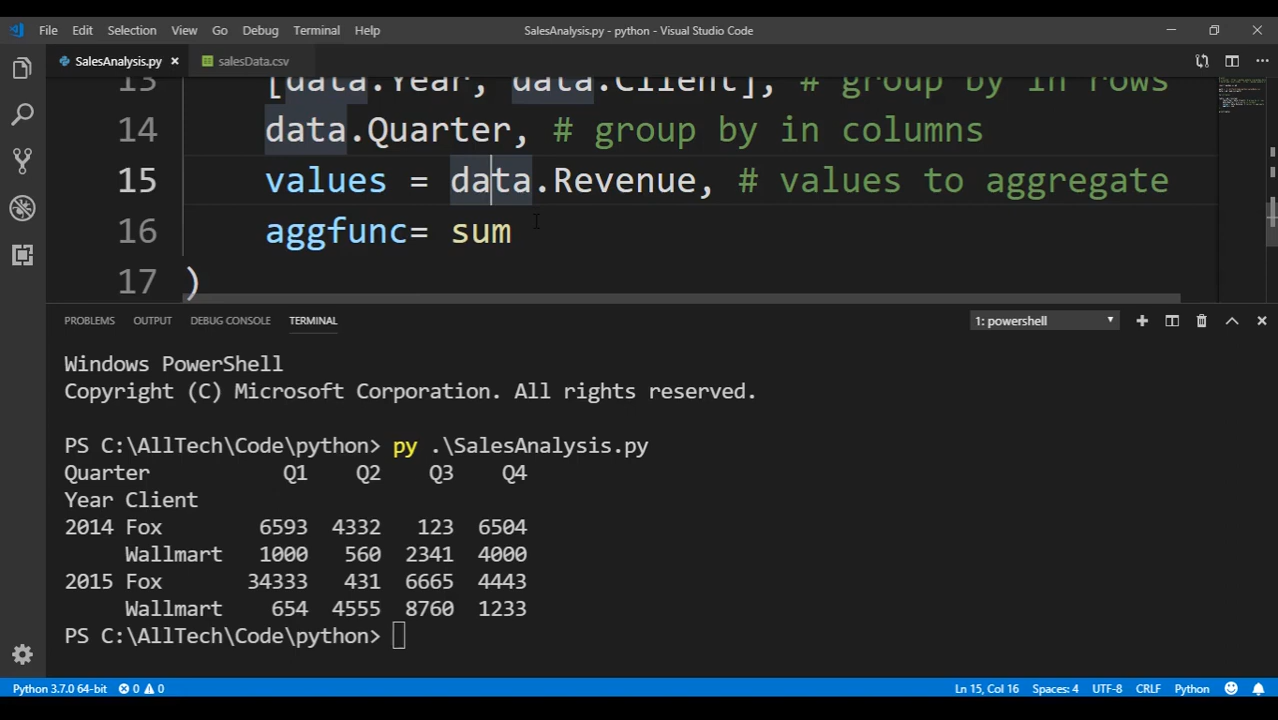 File Edit Selection View Go Debug Terminal Help SalesAnalysis.py - python - Visual Studio Code
SalesAnalysis.py × salesData.csv
13 [data.Year, data.Client], # group by in rows
14 data.Quarter, # group by in columns
15 values = data.Revenue, # values to aggregate
16 aggfunc= sum
17 )
PROBLEMS OUTPUT DEBUG CONSOLE TERMINAL 1: powershell
Windows PowerShell
Copyright (C) Microsoft Corporation. All rights reserved.
PS C:\AllTech\Code\python> py .\SalesAnalysis.py
Quarter Q1 Q2 Q3 Q4
Year Client
2014 Fox 6593 4332 123 6504
Wallmart 1000 560 2341 4000
2015 Fox 34333 431 6665 4443
Wallmart 654 4555 8760 1233
PS C:\AllTech\Code\python>
Python 3.7.0 64-bit 0 0 Ln 15, Col 16 Spaces: 4 UTF-8 CRLF Python